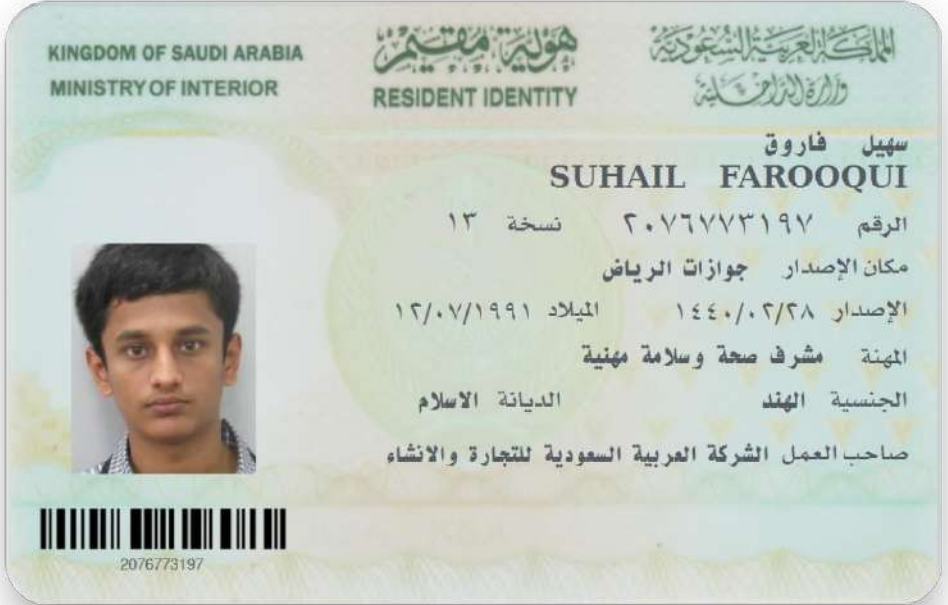 KINGDOM OF SAUDI ARABIA
MINISTRY OF INTERIOR
هوية مقيم
RESIDENT IDENTITY
المملكة العربية السعودية
وزارة الداخلية
سهيل فاروق
SUHAIL FAROOQUI
الرقم ٢٠٧٦٧٧٣١٩٧ نسخة ١٣
مكان الإصدار جوازات الرياض
الإصدار ١٤٤٠/٠٢/٢٨ الميلاد ١٢/٠٧/١٩٩١
المهنة مشرف صحة وسلامة مهنية
الجنسية الهند الديانة الاسلام
صاحب العمل الشركة العربية السعودية للتجارة والانشاء
2076773197